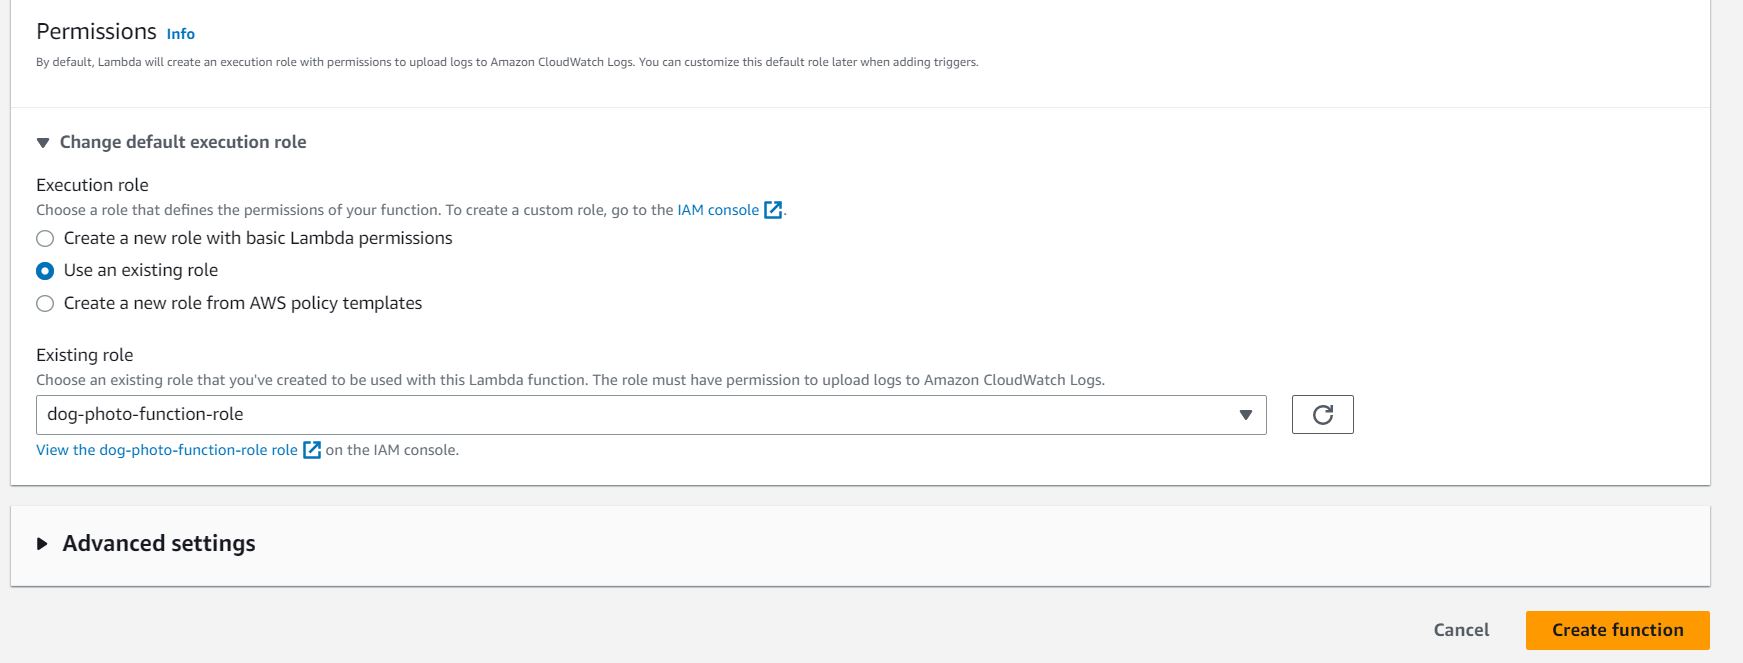 Permissions Info
By default, Lambda will create an execution role with permissions to upload logs to Amazon CloudWatch Logs. You can customize this default role later when adding triggers.
Change default execution role
Execution role
Choose a role that defines the permissions of your function. To create a custom role, go to the IAM console.
Create a new role with basic Lambda permissions
Use an existing role
Create a new role from AWS policy templates
Existing role
Choose an existing role that you've created to be used with this Lambda function. The role must have permission to upload logs to Amazon CloudWatch Logs.
dog-photo-function-role
View the dog-photo-function-role role on the IAM console.
Advanced settings
Cancel Create function